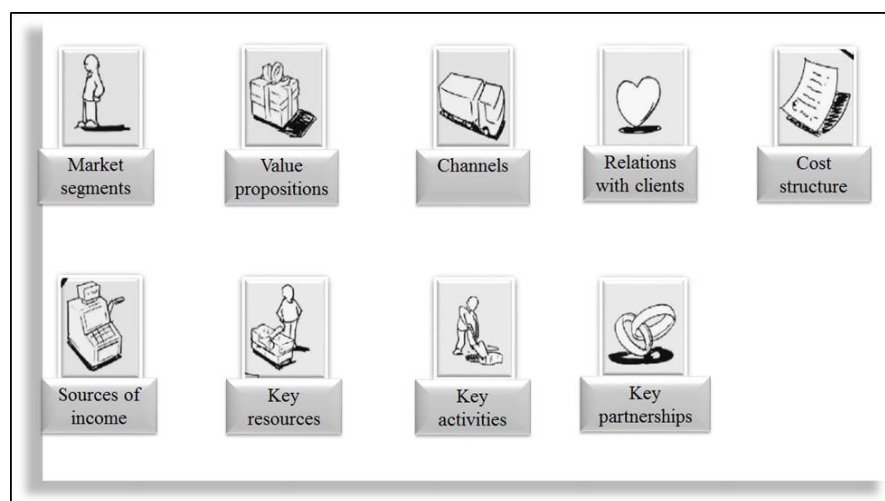 Market
segments
Value
propositions
Channels
Relations
with clients
Cost
structure
Sources of
income
Key
resources
Key
activities
Key
partnerships